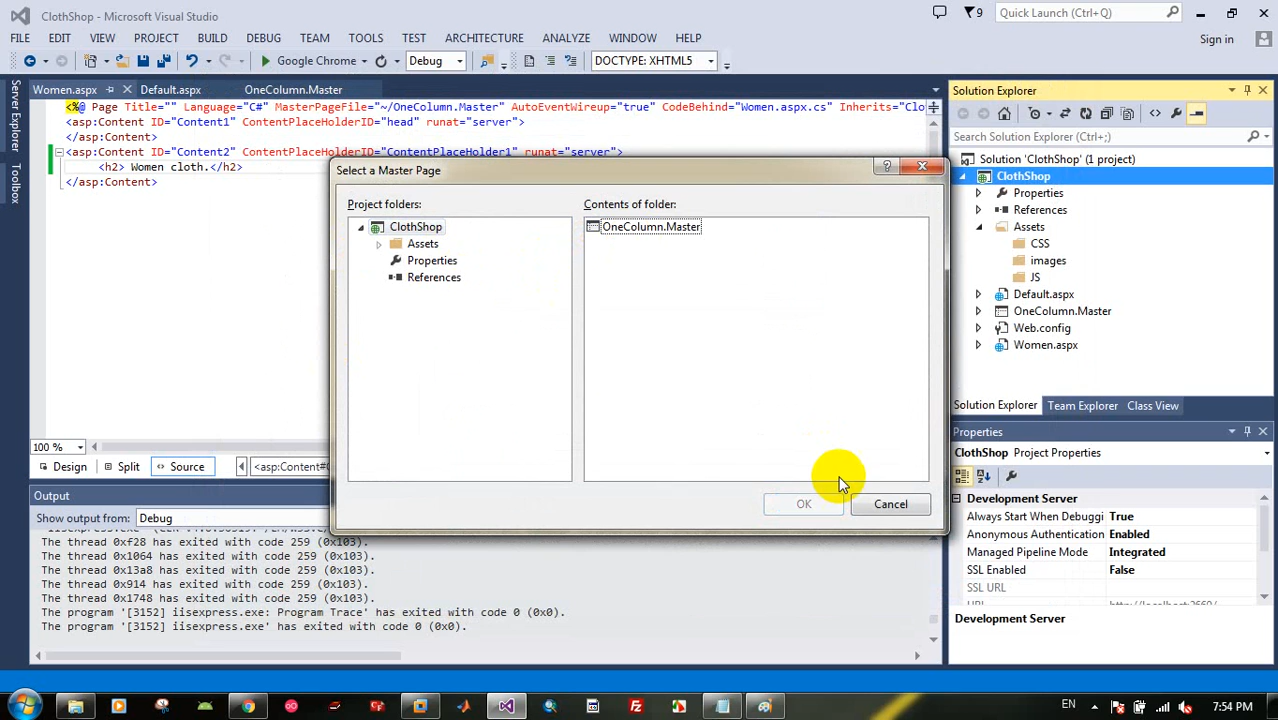 ClothShop - Microsoft Visual Studio
9
Quick Launch (Ctrl+Q)
FILE EDIT VIEW PROJECT BUILD DEBUG TEAM TOOLS TEST ARCHITECTURE ANALYZE WINDOW HELP
Sign in
Google Chrome Debug DOCTYPE: XHTML5
Server Explorer
Toolbox
Women.aspx Default.aspx OneColumn.Master
<%@ Page Title="" Language="C#" MasterPageFile="~/OneColumn.Master" AutoEventWireup="true" CodeBehind="Women.aspx.cs" Inherits="Clo
<asp:Content ID="Content1" ContentPlaceHolderID="head" runat="server">
</asp:Content>
<asp:Content ID="Content2" ContentPlaceHolderID="ContentPlaceHolder1" runat="server">
<h2> Women cloth.</h2>
</asp:Content>
Select a Master Page
Project folders:
ClothShop
Assets
Properties
References
Contents of folder:
OneColumn.Master
OK Cancel
100 %
Design Split Source <asp:Content#C
Output
Show output from: Debug
The thread 0xf28 has exited with code 259 (0x103).
The thread 0x1064 has exited with code 259 (0x103).
The thread 0x13a8 has exited with code 259 (0x103).
The thread 0x914 has exited with code 259 (0x103).
The thread 0x1748 has exited with code 259 (0x103).
The program '[3152] iisexpress.exe: Program Trace' has exited with code 0 (0x0).
The program '[3152] iisexpress.exe' has exited with code 0 (0x0).
Solution Explorer
Search Solution Explorer (Ctrl+;)
Solution 'ClothShop' (1 project)
ClothShop
Properties
References
Assets
CSS
images
JS
Default.aspx
OneColumn.Master
Web.config
Women.aspx
Solution Explorer Team Explorer Class View
Properties
ClothShop Project Properties
Development Server
Always Start When Debuggi True
Anonymous Authentication Enabled
Managed Pipeline Mode Integrated
SSL Enabled False
SSL URL
Development Server
EN 7:54 PM